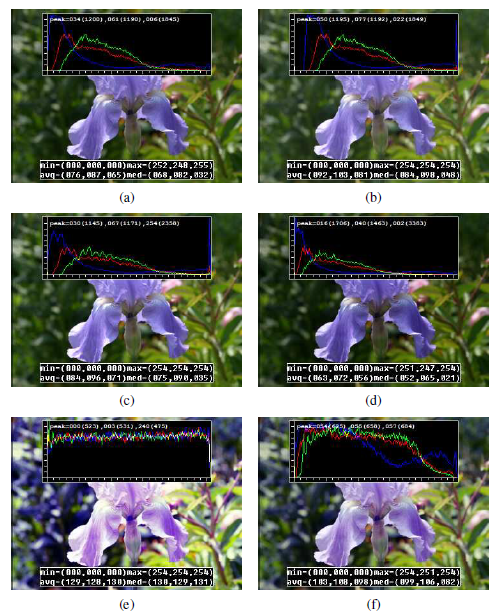 peak=034(1200) ,061(1190) ,006(1845)
peak=050(1195) ,077(1192) ,022(1849)
min-(000,000,000)max-(252,248,255)
avg-(076,087,065)med-(068,082,032)
min-(000,000,000)max-(254,254,254)
avg-(092,103,081)med-(084,098,048)
(a)
(b)
peak=030(1145) ,067(1171) ,254(2358)
peak=016(1706) ,040(1463) ,002(3383)
min-(000,000,000)max-(254,254,254)
avg-(084,096,071)med-(075,090,035)
min-(000,000,000)max-(251,247,254)
avg-(063,072,056)med-(052,065,021)
(c)
(d)
peak=000(523) ,003(531) ,240(475)
peak=054(625) ,055(658) ,057(684)
min-(000,000,000)max-(254,254,254)
avg-(129,128,130)med-(130,129,131)
min-(000,000,000)max-(254,251,254)
avg-(103,108,098)med-(099,106,082)
(e)
(f)